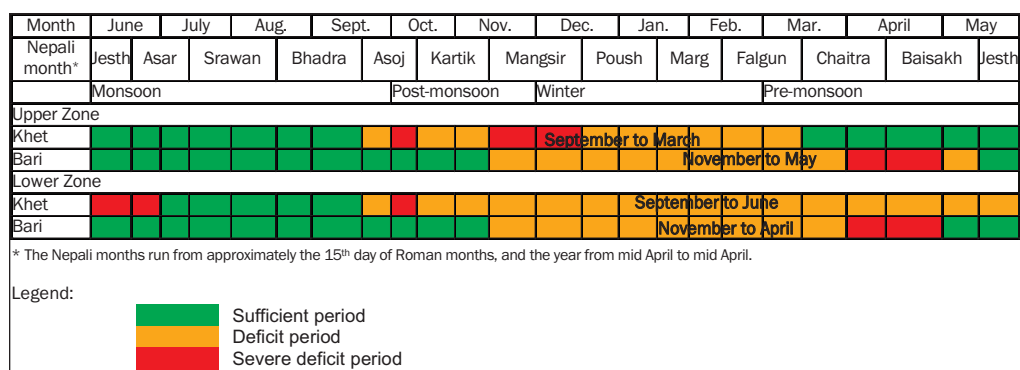 Month June July Aug. Sept. Oct. Nov. Dec. Jan. Feb. Mar. April May
Nepali month* Jesth Asar Srawan Bhadra Asoj Kartik Mangsir Poush Marg Falgun Chaitra Baisakh Jesth
Monsoon Post-monsoon Winter Pre-monsoon
Upper Zone
Khet September to March
Bari November to May
Lower Zone
Khet September to June
Bari November to April
* The Nepali months run from approximately the 15th day of Roman months, and the year from mid April to mid April.
Legend:
Sufficient period
Deficit period
Severe deficit period